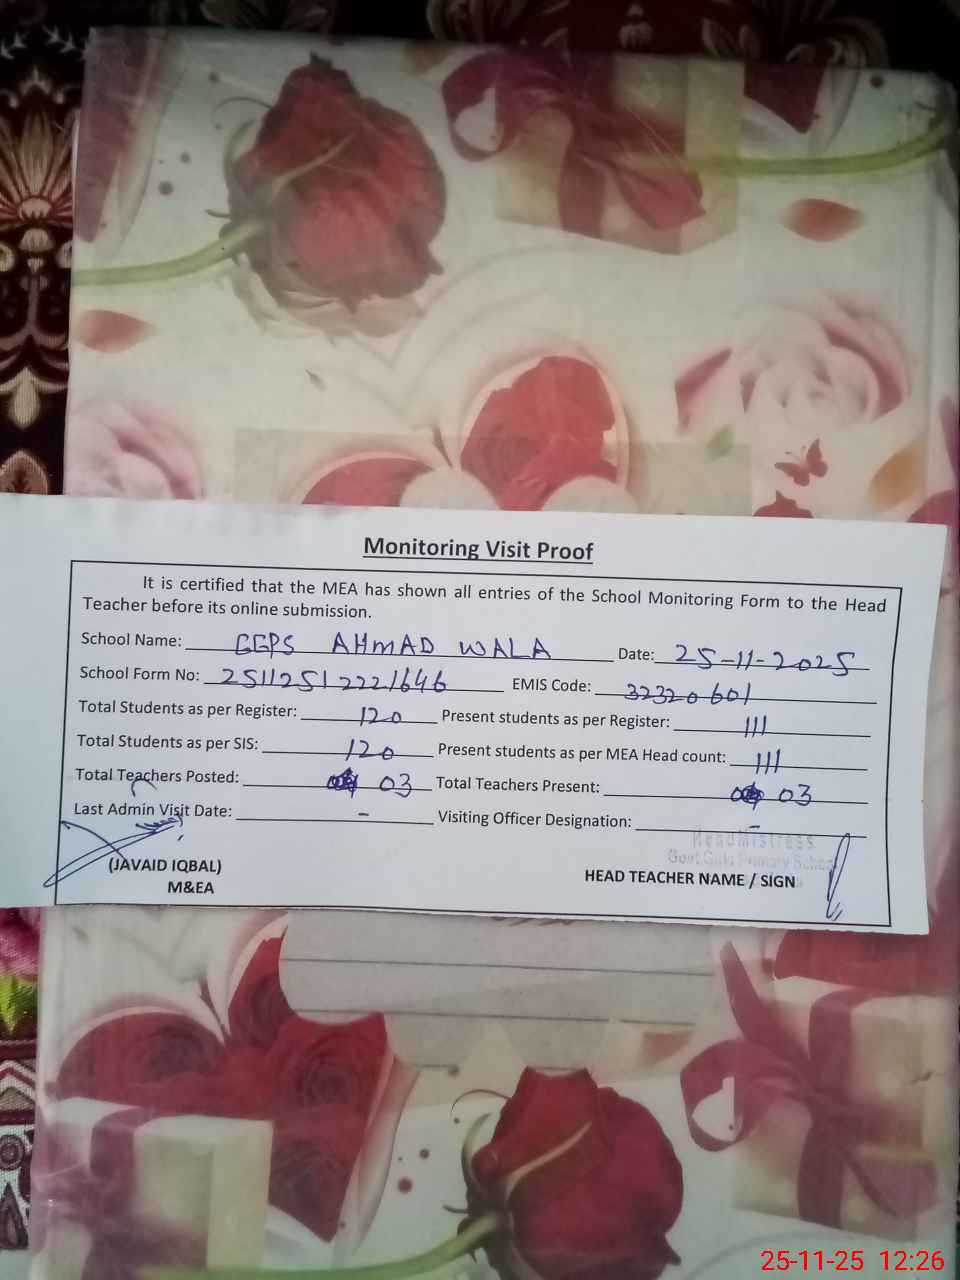 Monitoring Visit Proof
It is certified that the MEA has shown all entries of the School Monitoring Form to the Head
Teacher before its online submission.
School Name: GGPS AHMAD WALA Date: 25-11-2025
School Form No: 25112512221646 EMIS Code: 32320601
Total Students as per Register: 120 Present students as per Register: 111
Total Students as per SIS: 120 Present students as per MEA Head count: 111
Total Teachers Posted: 03 Total Teachers Present: 03
Last Admin Visit Date: - Visiting Officer Designation: -
HeadMistress
Govt. Girls Primary School
(JAVAID IQBAL)
M&EA
HEAD TEACHER NAME / SIGN
25-11-25 12:26